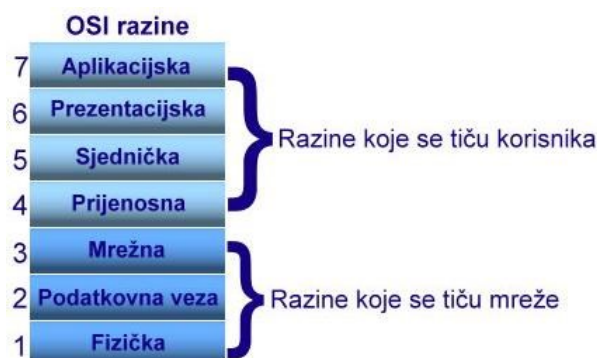 OSI razine
7 Aplikacijska
6 Prezentacijska
5 Sjednička
4 Prijenosna
Razine koje se tiču korisnika
3 Mrežna
2 Podatkovna veza
1 Fizička
Razine koje se tiču mreže